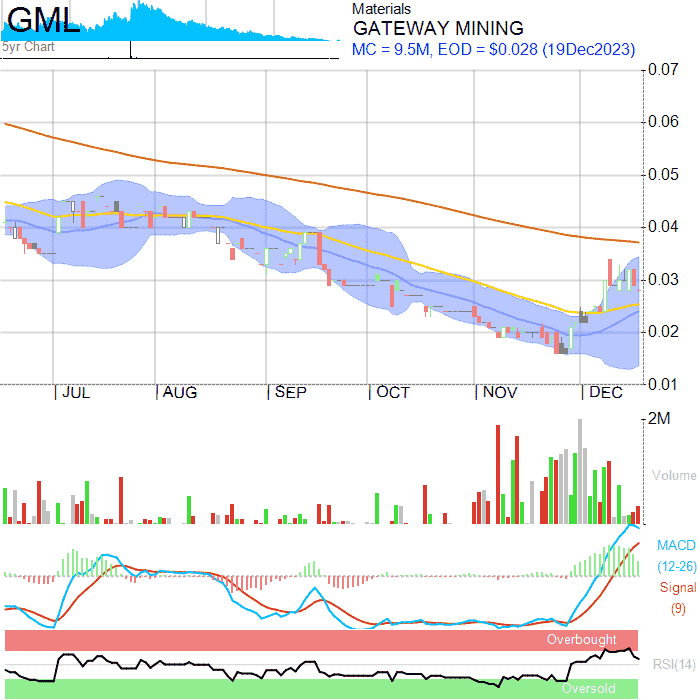 GML
5yr Chart
Materials
GATEWAY MINING
MC = 9.5M, EOD = $0.028 (19Dec2023)
0.07
0.06
0.05
0.04
0.03
0.02
0.01
JUL AUG SEP OCT NOV DEC
2M
Volume
MACD
(12-26)
Signal
(9)
Overbought
RSI(14)
Oversold